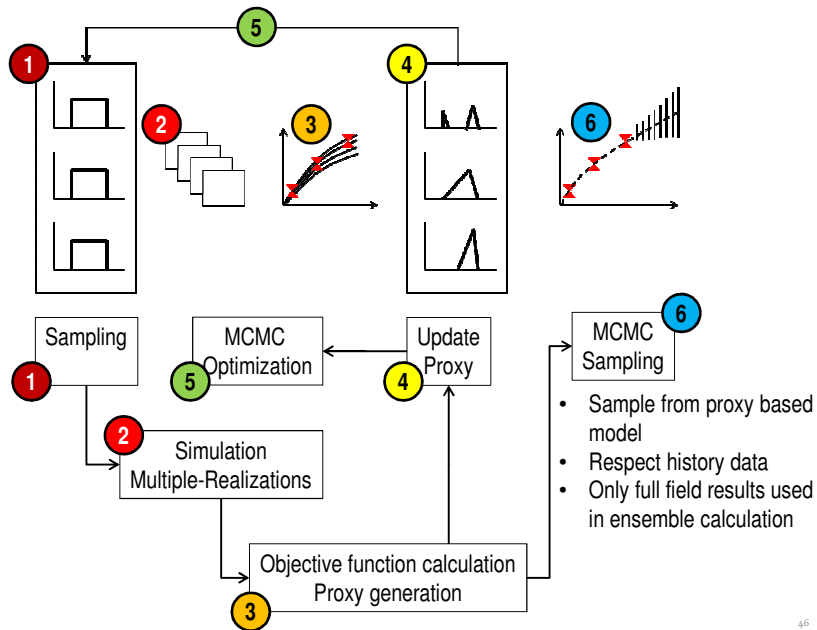 5
1
4
2
3
6
Sampling
1
MCMC
Optimization
5
Update
Proxy
4
MCMC
Sampling
6
2
Simulation
Multiple-Realizations
• Sample from proxy based
model
• Respect history data
• Only full field results used
in ensemble calculation
Objective function calculation
Proxy generation
3
46